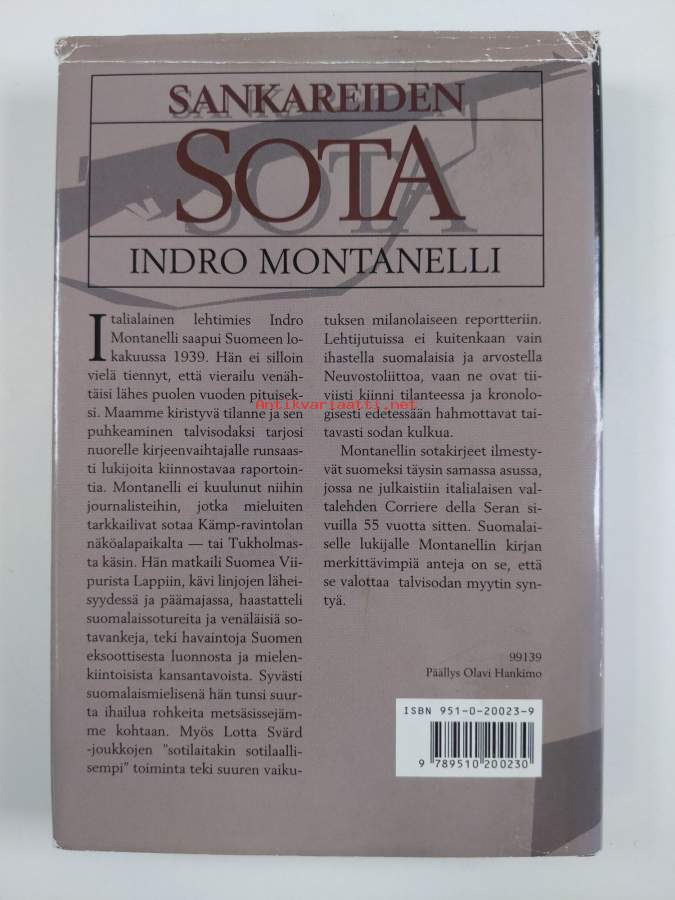 SANKAREIDEN
SOTA
INDRO MONTANELLI
Italialainen lehtimies Indro
Montanelli saapui Suomeen lo-
kakuussa 1939. Hän ei silloin
vielä tiennyt, että vierailu venäh-
täisi lähes puolen vuoden pituisek-
si. Maamme kiristyvä tilanne ja sen
puhkeaminen talvisodaksi tarjosi
nuorelle kirjeenvaihtajalle runsaas-
ti lukijoita kiinnostavaa raportoin-
tia. Montanelli ei kuulunut niihin
journalisteihin, jotka mieluiten
tarkkailivat sotaa Kämp-ravintolan
näköalapaikalta — tai Tukholmas-
ta käsin. Hän matkaili Suomea Vii-
purista Lappiin, kävi linjojen lähei-
syydessä ja päämajassa, haastatteli
suomalaissotureita ja venäläisiä so-
tavankeja, teki havaintoja Suomen
eksoottisesta luonnosta ja mielen-
kiintoisista kansantavoista. Syvästi
suomalaismielisenä hän tunsi suur-
ta ihailua rohkeita metsäsissejäm-
me kohtaan. Myös Lotta Svärd
-joukkojen "sotilaitakin sotilaalli-
sempi" toiminta teki suuren vaiku-
tuksen milanolaiseen reportteriin.
Lehtijutuissa ei kuitenkaan vain
ihastella suomalaisia ja arvostella
Neuvostoliittoa, vaan ne ovat tii-
viisti kiinni tilanteessa ja kronolo-
gisesti edetessään hahmottavat tai-
tavasti sodan kulkua.
Montanellin sotakirjeet ilmesty-
vät suomeksi täysin samassa asussa,
jossa ne julkaistiin italialaisen val-
talehden Corriere della Seran si-
vuilla 55 vuotta sitten. Suomalai-
selle lukijalle Montanellin kirjan
merkittävimpiä anteja on se, että
se valottaa talvisodan myytin syn-
tyä.
99139
Päällys Olavi Hankimo
ISBN 951-0-20023-9
9 789510 200230
Antikvariaatti.net